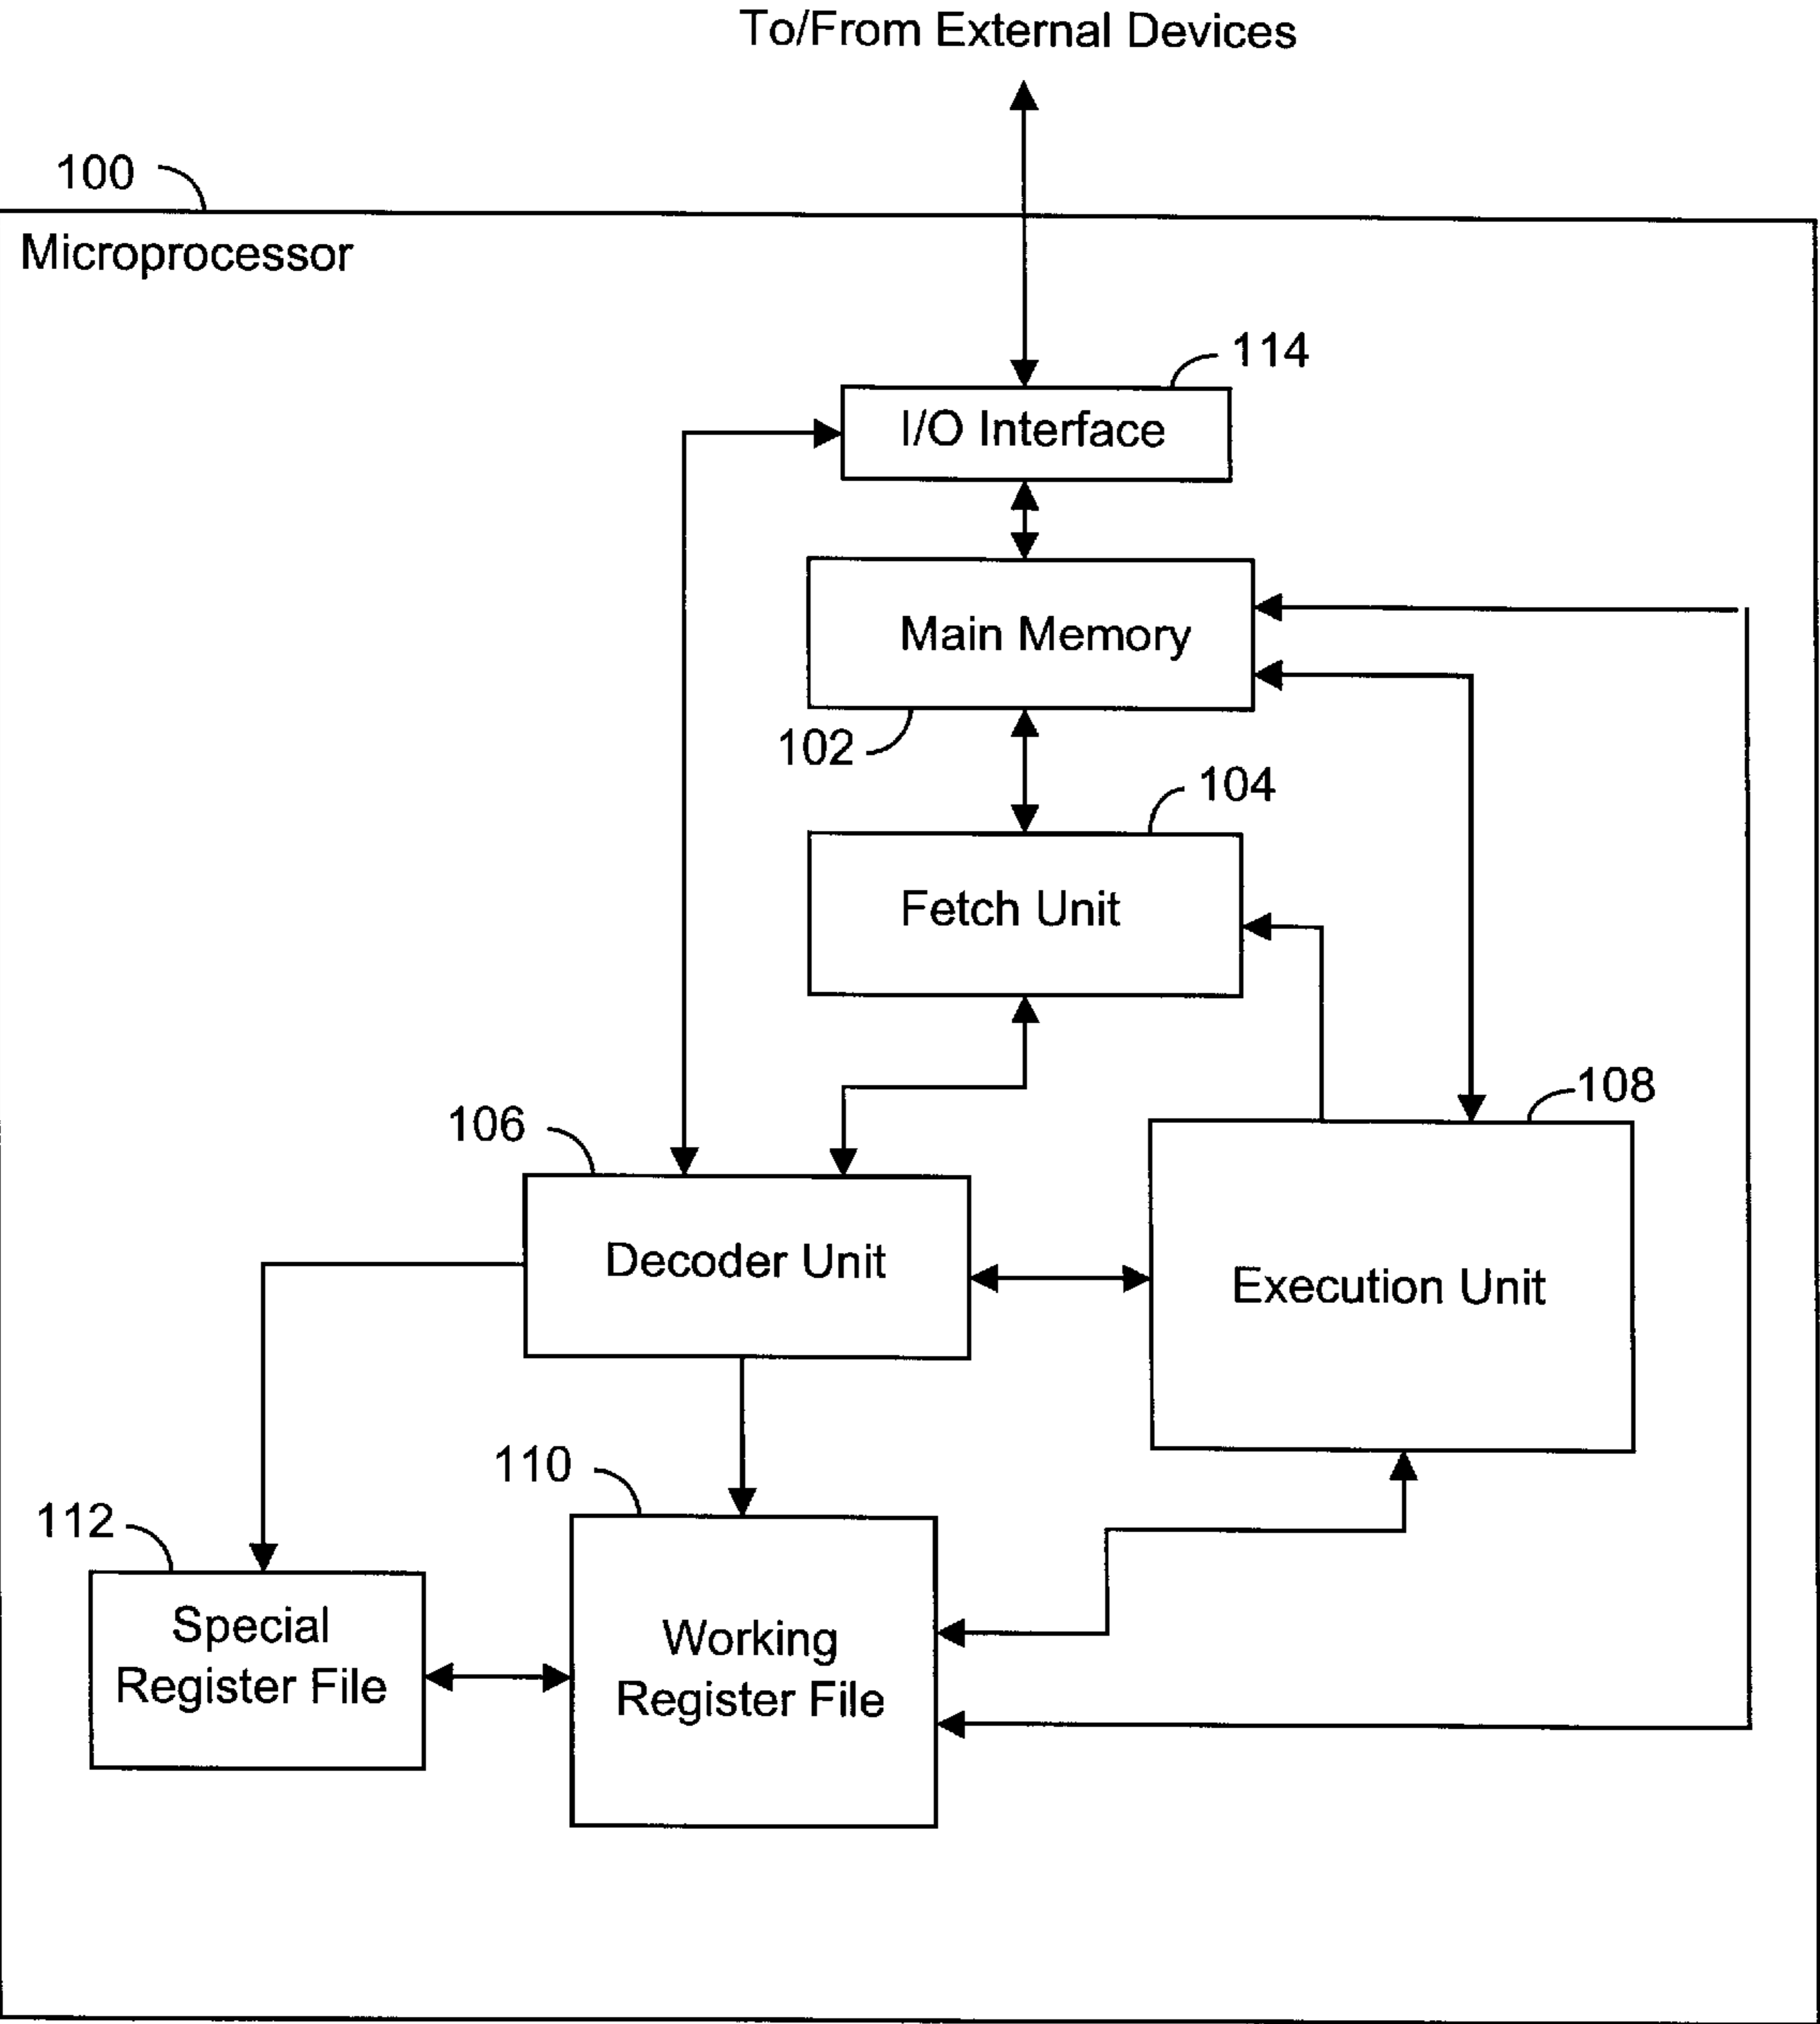 To/From External Devices
100
Microprocessor
114
I/O Interface
Main Memory
102
104
Fetch Unit
108
106
Decoder Unit
Execution Unit
110
112
Special
Register File
Working
Register File